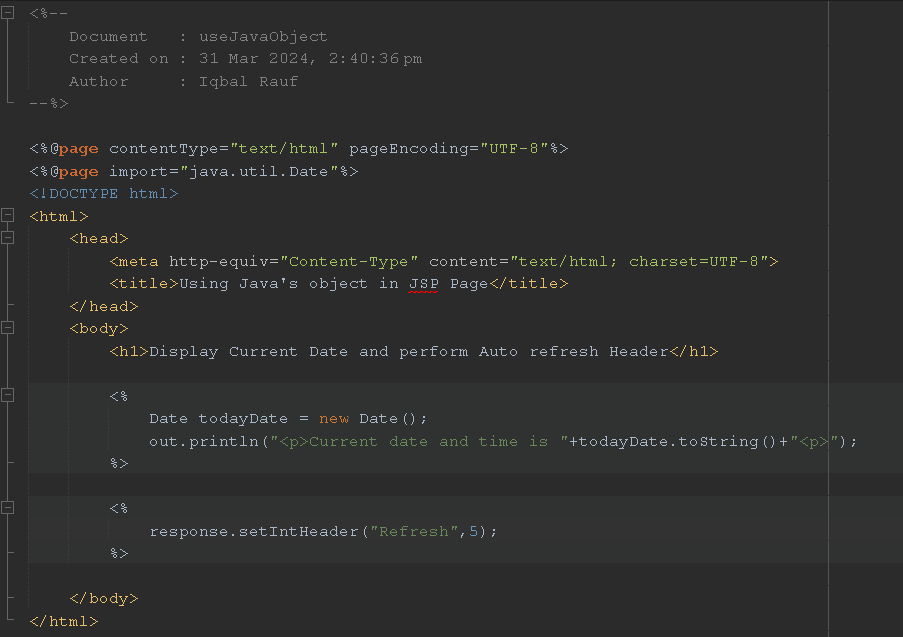 <%--
    Document   : useJavaObject
    Created on : 31 Mar 2024, 2:40:36 pm
    Author     : Iqbal Rauf
--%>
<%@page contentType="text/html" pageEncoding="UTF-8"%>
<%@page import="java.util.Date"%>
<!DOCTYPE html>
<html>
    <head>
        <meta http-equiv="Content-Type" content="text/html; charset=UTF-8">
        <title>Using Java's object in JSP Page</title>
    </head>
    <body>
        <h1>Display Current Date and perform Auto refresh Header</h1>
        <%
            Date todayDate = new Date();
            out.println("<p>Current date and time is "+todayDate.toString()+"<p>");
        %>
        <%
            response.setIntHeader("Refresh",5);
        %>
    </body>
</html>